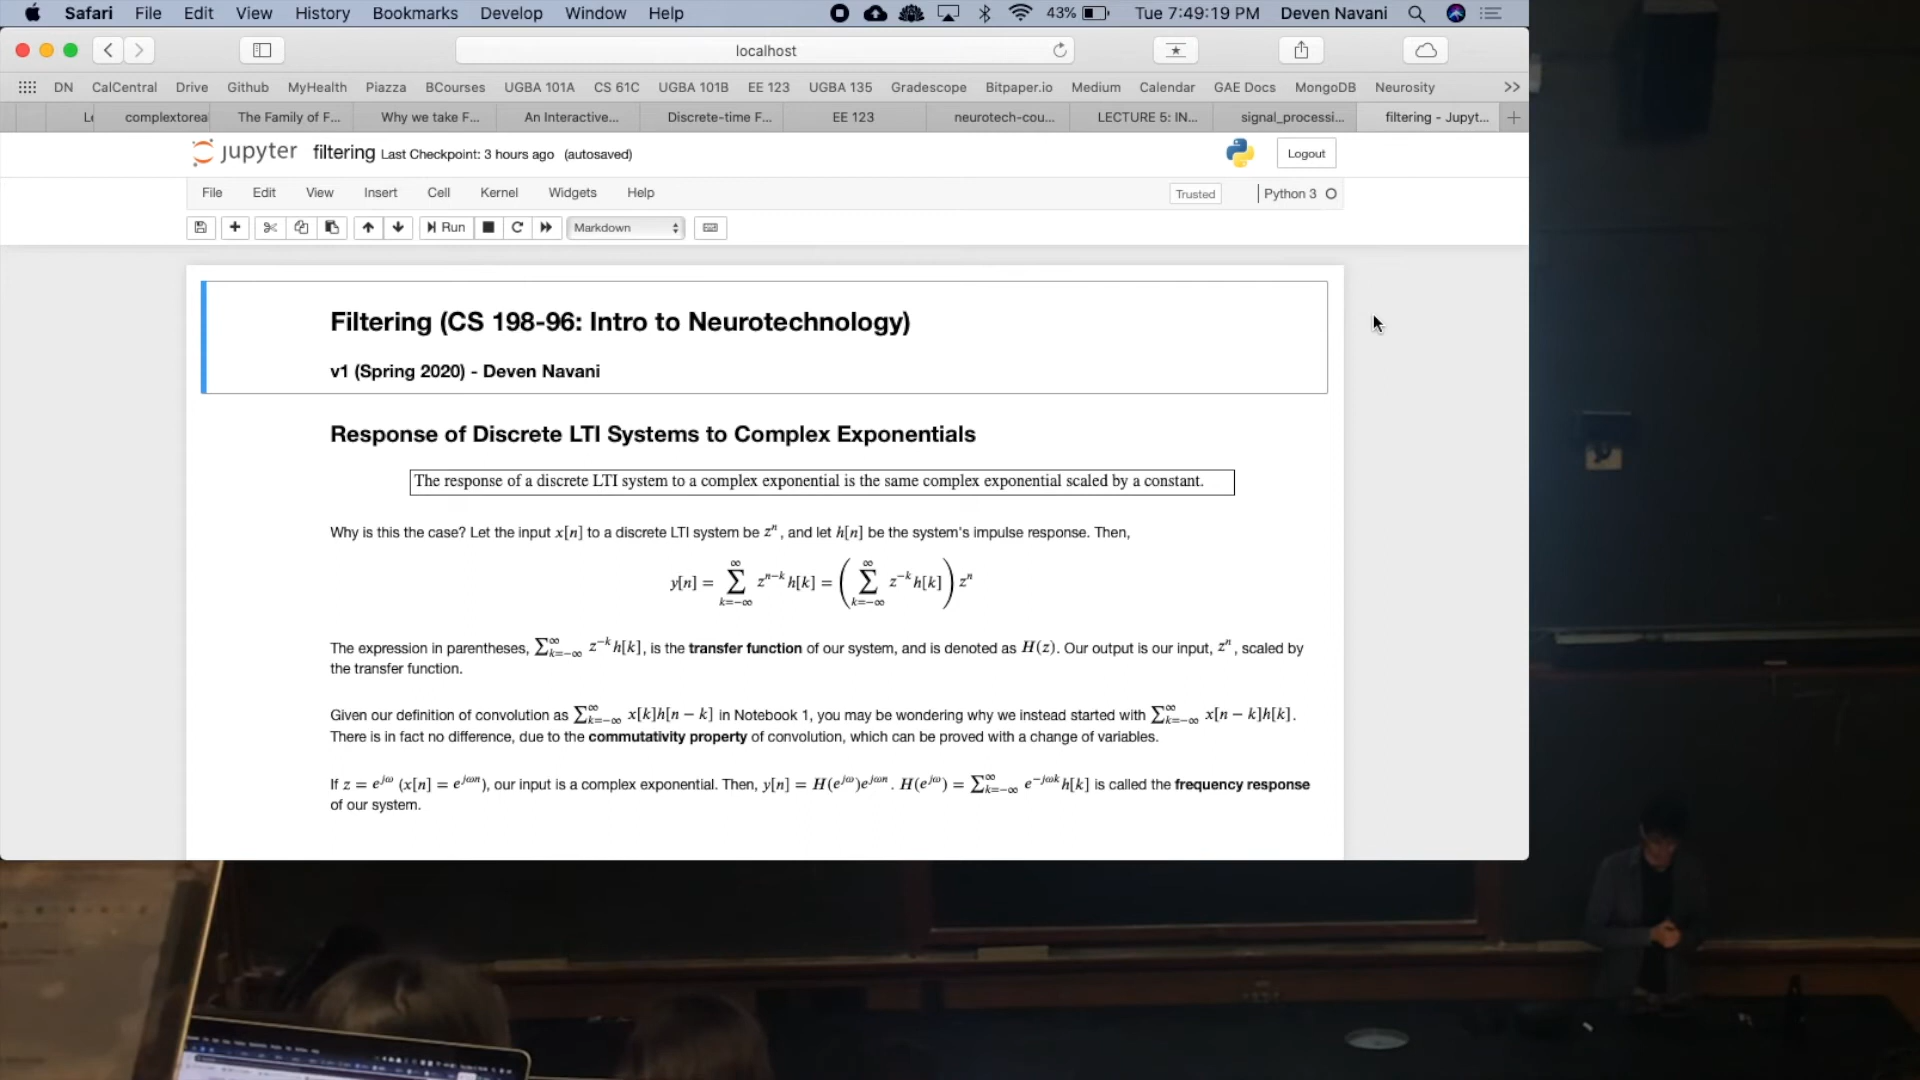 Safari File Edit View History Bookmarks Develop Window Help 43% Tue 7:49:19 PM Deven Navani
localhost
DN CalCentral Drive Github MyHealth Piazza BCourses UGBA 101A CS 61C UGBA 101B EE 123 UGBA 135 Gradescope Bitpaper.io Medium Calendar GAE Docs MongoDB Neurosity >>
complextorea The Family of F... Why we take F... An Interactive... Discrete-time F... EE 123 neurotech-cou... LECTURE 5: IN... signal_processi... filtering - Jupyt...
jupyter filtering Last Checkpoint: 3 hours ago (autosaved) Logout
File Edit View Insert Cell Kernel Widgets Help Trusted Python 3
Run Markdown
Filtering (CS 198-96: Intro to Neurotechnology)
v1 (Spring 2020) - Deven Navani
Response of Discrete LTI Systems to Complex Exponentials
The response of a discrete LTI system to a complex exponential is the same complex exponential scaled by a constant.
Why is this the case? Let the input x[n] to a discrete LTI system be zⁿ, and let h[n] be the system's impulse response. Then,
y[n] = ∑_{k=−∞}^{∞} z^{n−k} h[k] = (∑_{k=−∞}^{∞} z^{−k} h[k]) zⁿ
The expression in parentheses, ∑_{k=−∞}^{∞} z^{−k} h[k], is the transfer function of our system, and is denoted as H(z). Our output is our input, zⁿ, scaled by
the transfer function.
Given our definition of convolution as ∑_{k=−∞}^{∞} x[k]h[n − k] in Notebook 1, you may be wondering why we instead started with ∑_{k=−∞}^{∞} x[n − k]h[k].
There is in fact no difference, due to the commutativity property of convolution, which can be proved with a change of variables.
If z = e^{jω} (x[n] = e^{jωn}), our input is a complex exponential. Then, y[n] = H(e^{jω})e^{jωn}. H(e^{jω}) = ∑_{k=−∞}^{∞} e^{−jωk} h[k] is called the frequency response
of our system.